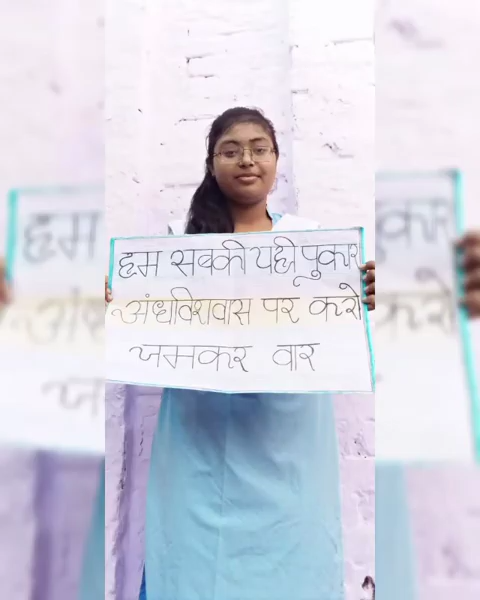 हम सबकी यही पुकार
अंधविश्वास पर करो
जमकर वार